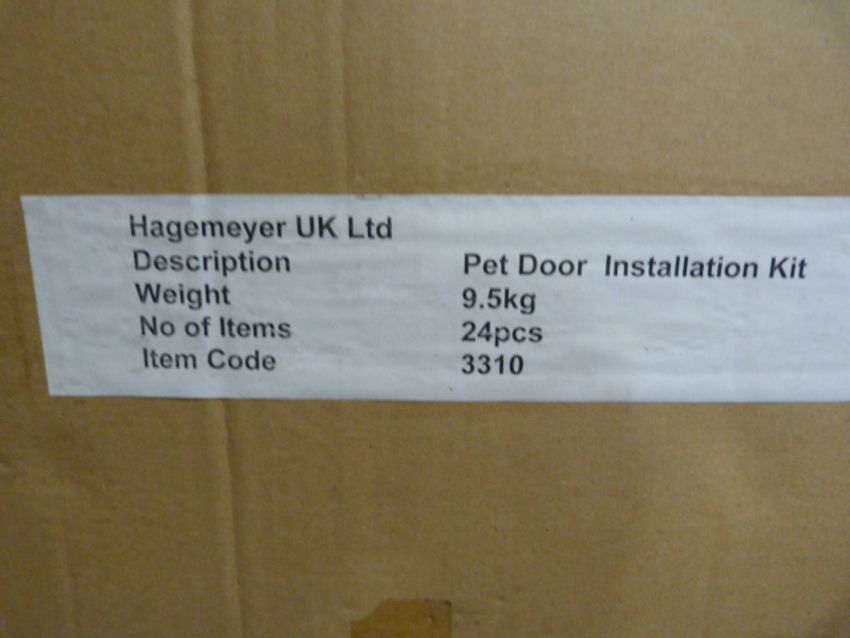 Hagemeyer UK Ltd
Description Pet Door Installation Kit
Weight 9.5kg
No of Items 24pcs
Item Code 3310